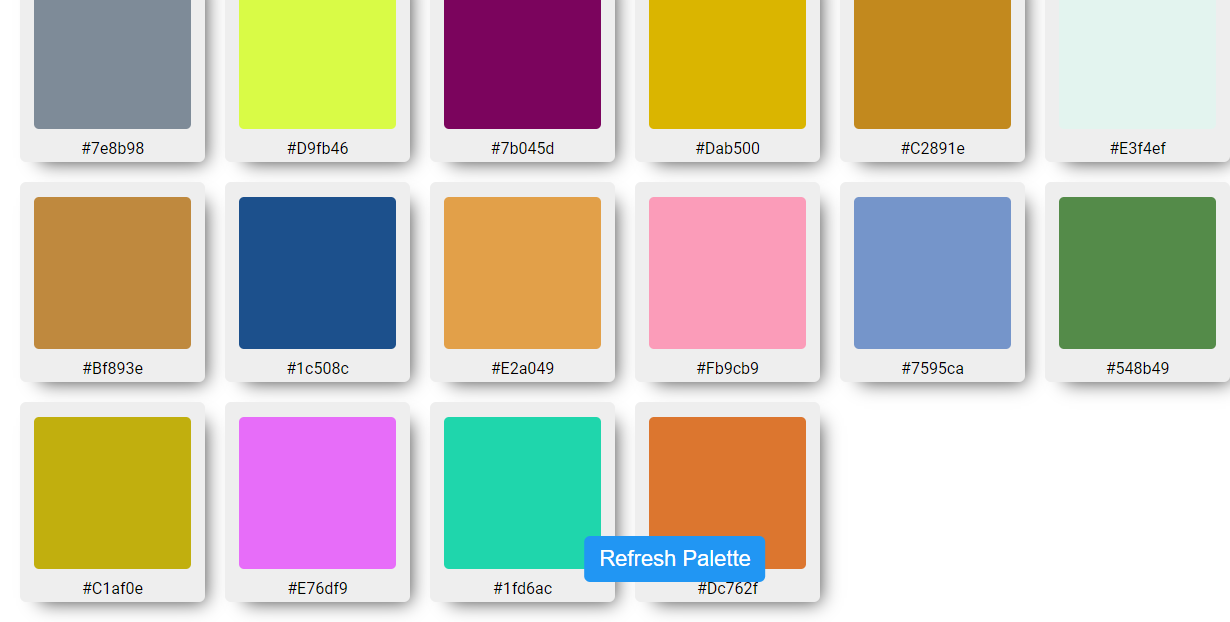 #7e8b98 #D9fb46 #7b045d #Dab500 #C2891e #E3f4ef
#Bf893e #1c508c #E2a049 #Fb9cb9 #7595ca #548b49
Refresh Palette
#C1af0e #E76df9 #1fd6ac #Dc762f